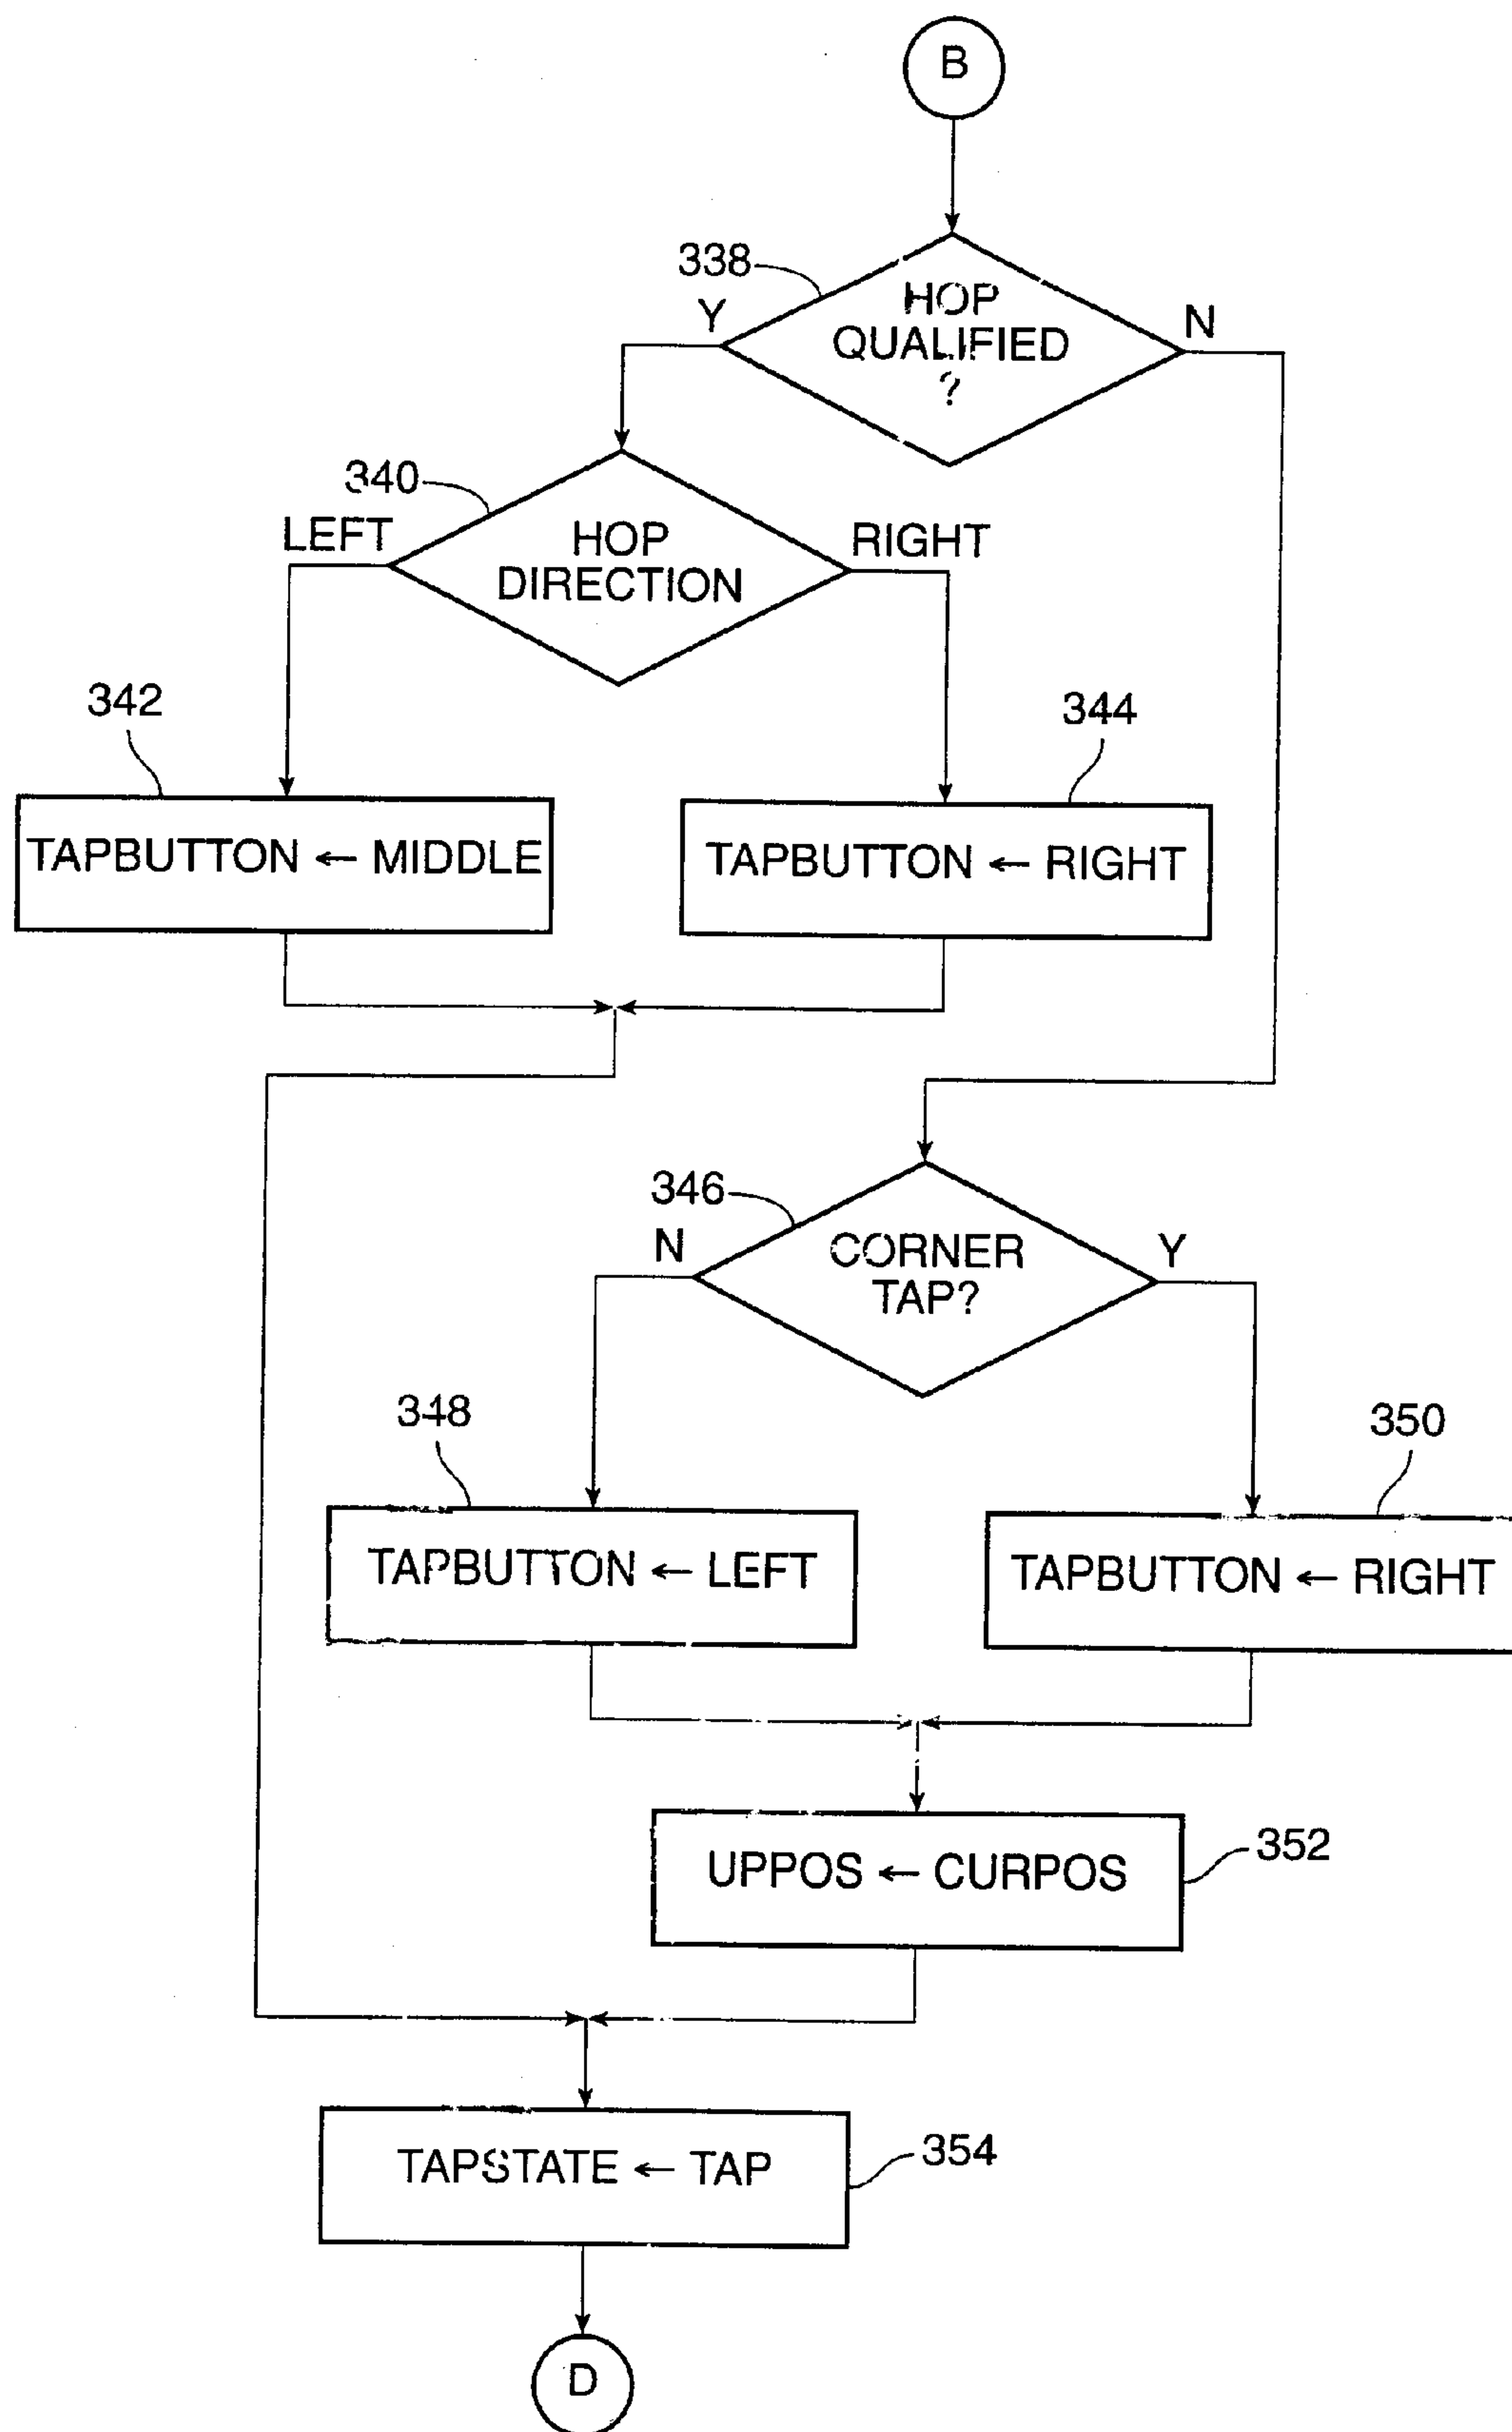 B
338
Y
HOP
QUALIFIED
?
N
340
LEFT
HOP
DIRECTION
RIGHT
342
344
TAPBUTTON ← MIDDLE
TAPBUTTON ← RIGHT
346
N
CORNER
TAP?
Y
348
350
TAPBUTTON ← LEFT
TAPBUTTON ← RIGHT
UPPOS ← CURPOS
352
TAPSTATE ← TAP
354
D